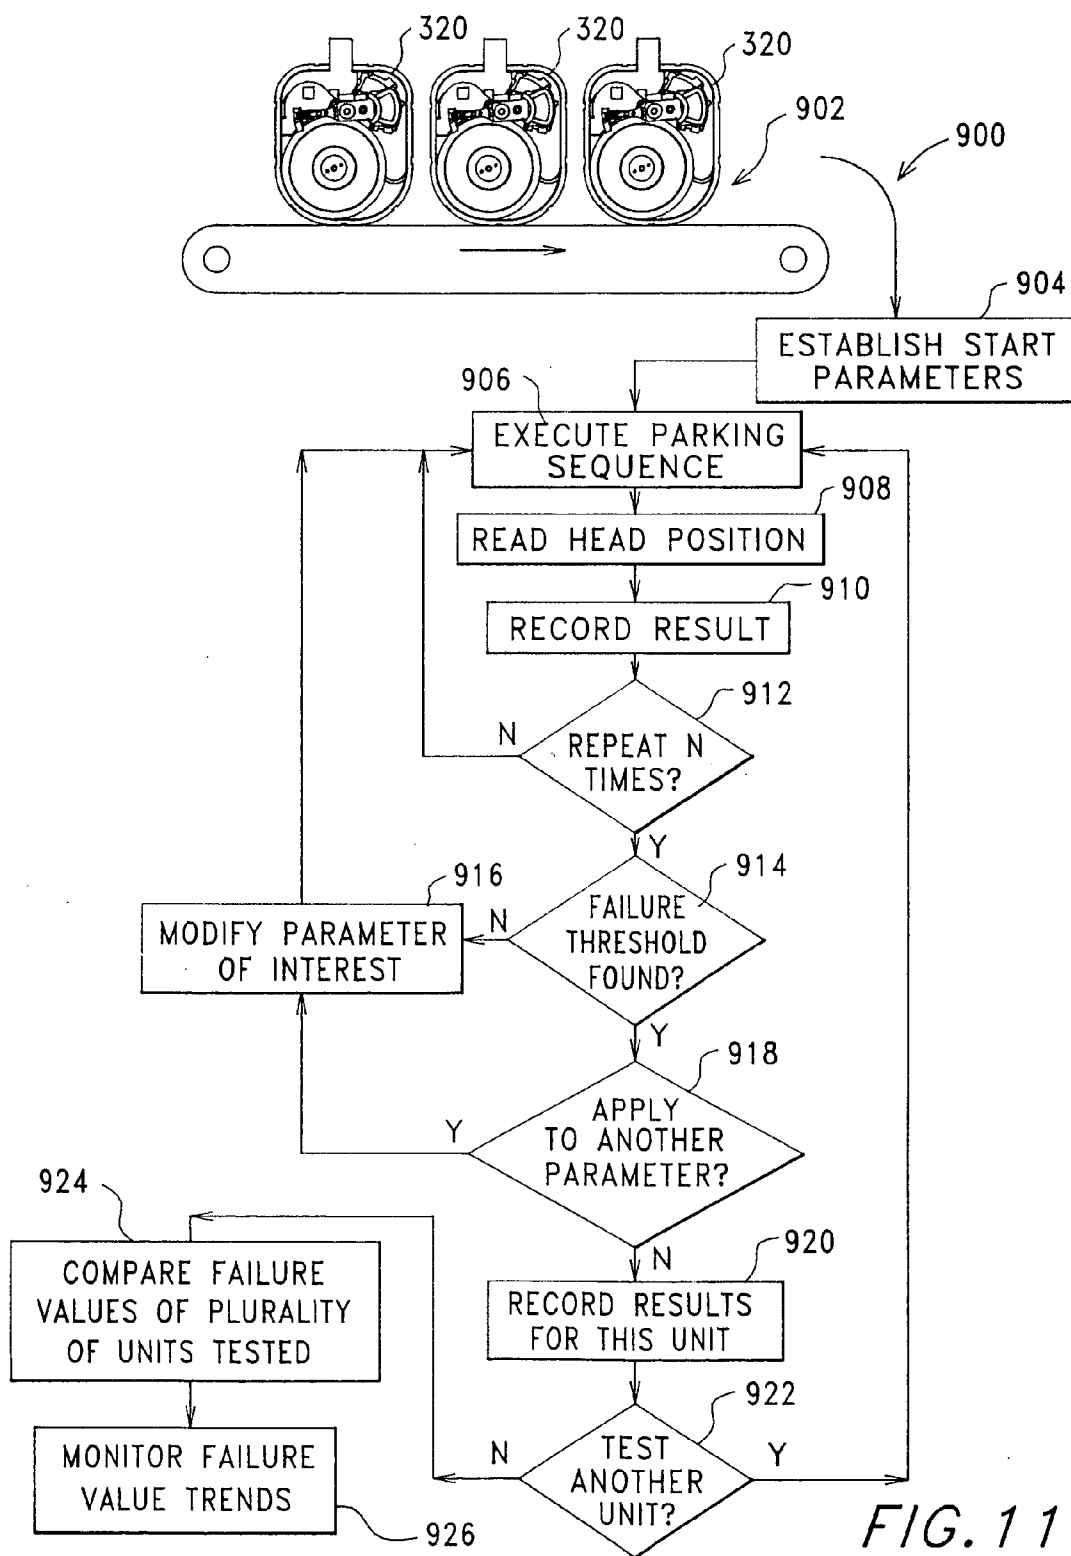 320
320
320
902
900
904
ESTABLISH START
PARAMETERS
906
EXECUTE PARKING
SEQUENCE
908
READ HEAD POSITION
910
RECORD RESULT
912
N
REPEAT N
TIMES?
Y
914
916
FAILURE
THRESHOLD
FOUND?
N
MODIFY PARAMETER
OF INTEREST
Y
918
APPLY
TO ANOTHER
PARAMETER?
Y
924
N
920
COMPARE FAILURE
VALUES OF PLURALITY
OF UNITS TESTED
RECORD RESULTS
FOR THIS UNIT
922
TEST
ANOTHER
UNIT?
N
Y
MONITOR FAILURE
VALUE TRENDS
926
FIG. 11